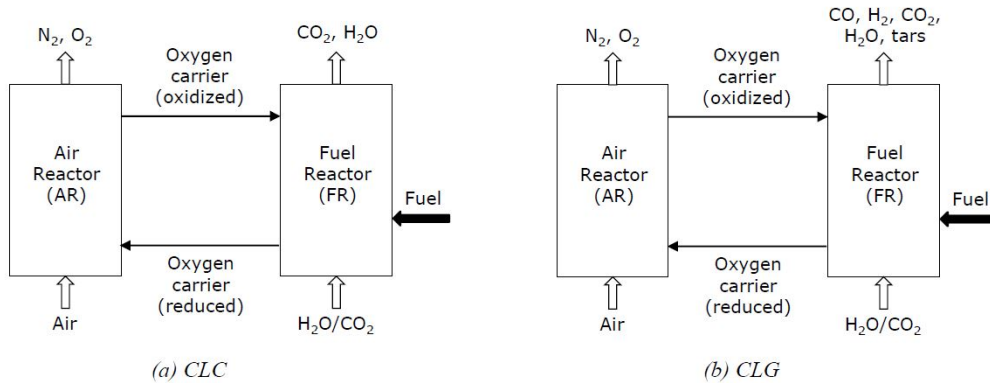 N₂, O₂
CO₂, H₂O
Oxygen
carrier
(oxidized)
Air
Reactor
(AR)
Fuel
Reactor
(FR)
Fuel
Oxygen
carrier
(reduced)
Air
H₂O/CO₂
(a) CLC
N₂, O₂
CO, H₂, CO₂,
H₂O, tars
Oxygen
carrier
(oxidized)
Air
Reactor
(AR)
Fuel
Reactor
(FR)
Fuel
Oxygen
carrier
(reduced)
Air
H₂O/CO₂
(b) CLG